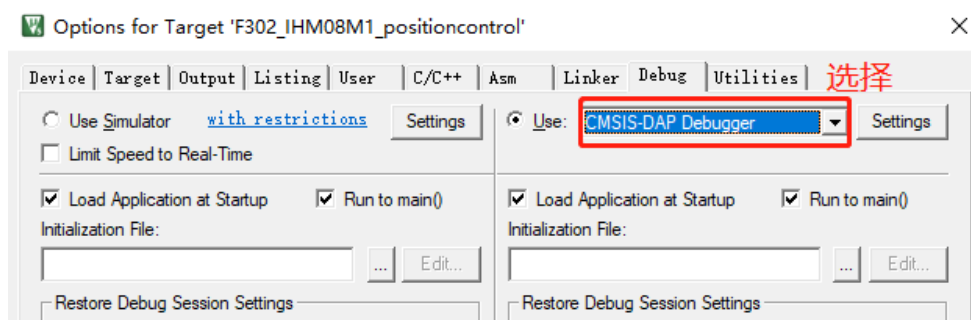 Options for Target 'F302_IHM08M1_positioncontrol'
Device Target Output Listing User C/C++ Asm Linker Debug Utilities 选择
Use Simulator with restrictions Settings Use: CMSIS-DAP Debugger Settings
Limit Speed to Real-Time
Load Application at Startup Run to main() Load Application at Startup Run to main()
Initialization File: Initialization File:
... Edit... ... Edit...
Restore Debug Session Settings Restore Debug Session Settings